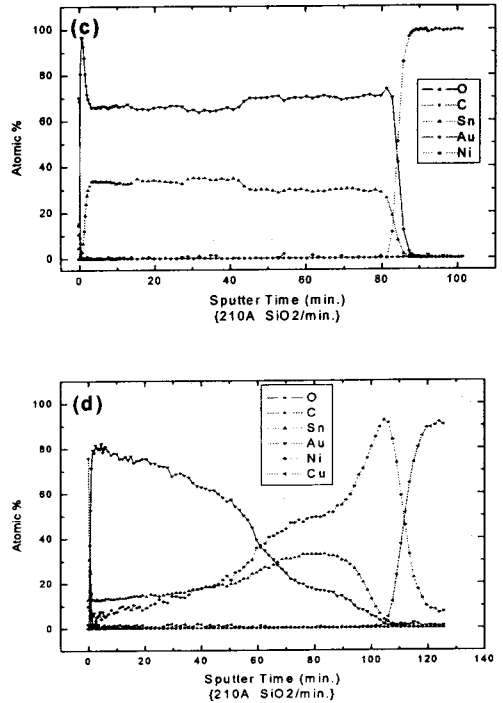 (c)
100
80
60
40
20
0
Atomic %
O
C
Sn
Au
Ni
0 20 40 60 80 100
Sputter Time (min.)
{210A SiO2/min.}
(d)
100
80
60
40
20
0
Atomic %
O
C
Sn
Au
Ni
Cu
0 20 40 60 80 100 120 140
Sputter Time (min.)
{210A SiO2/min.}